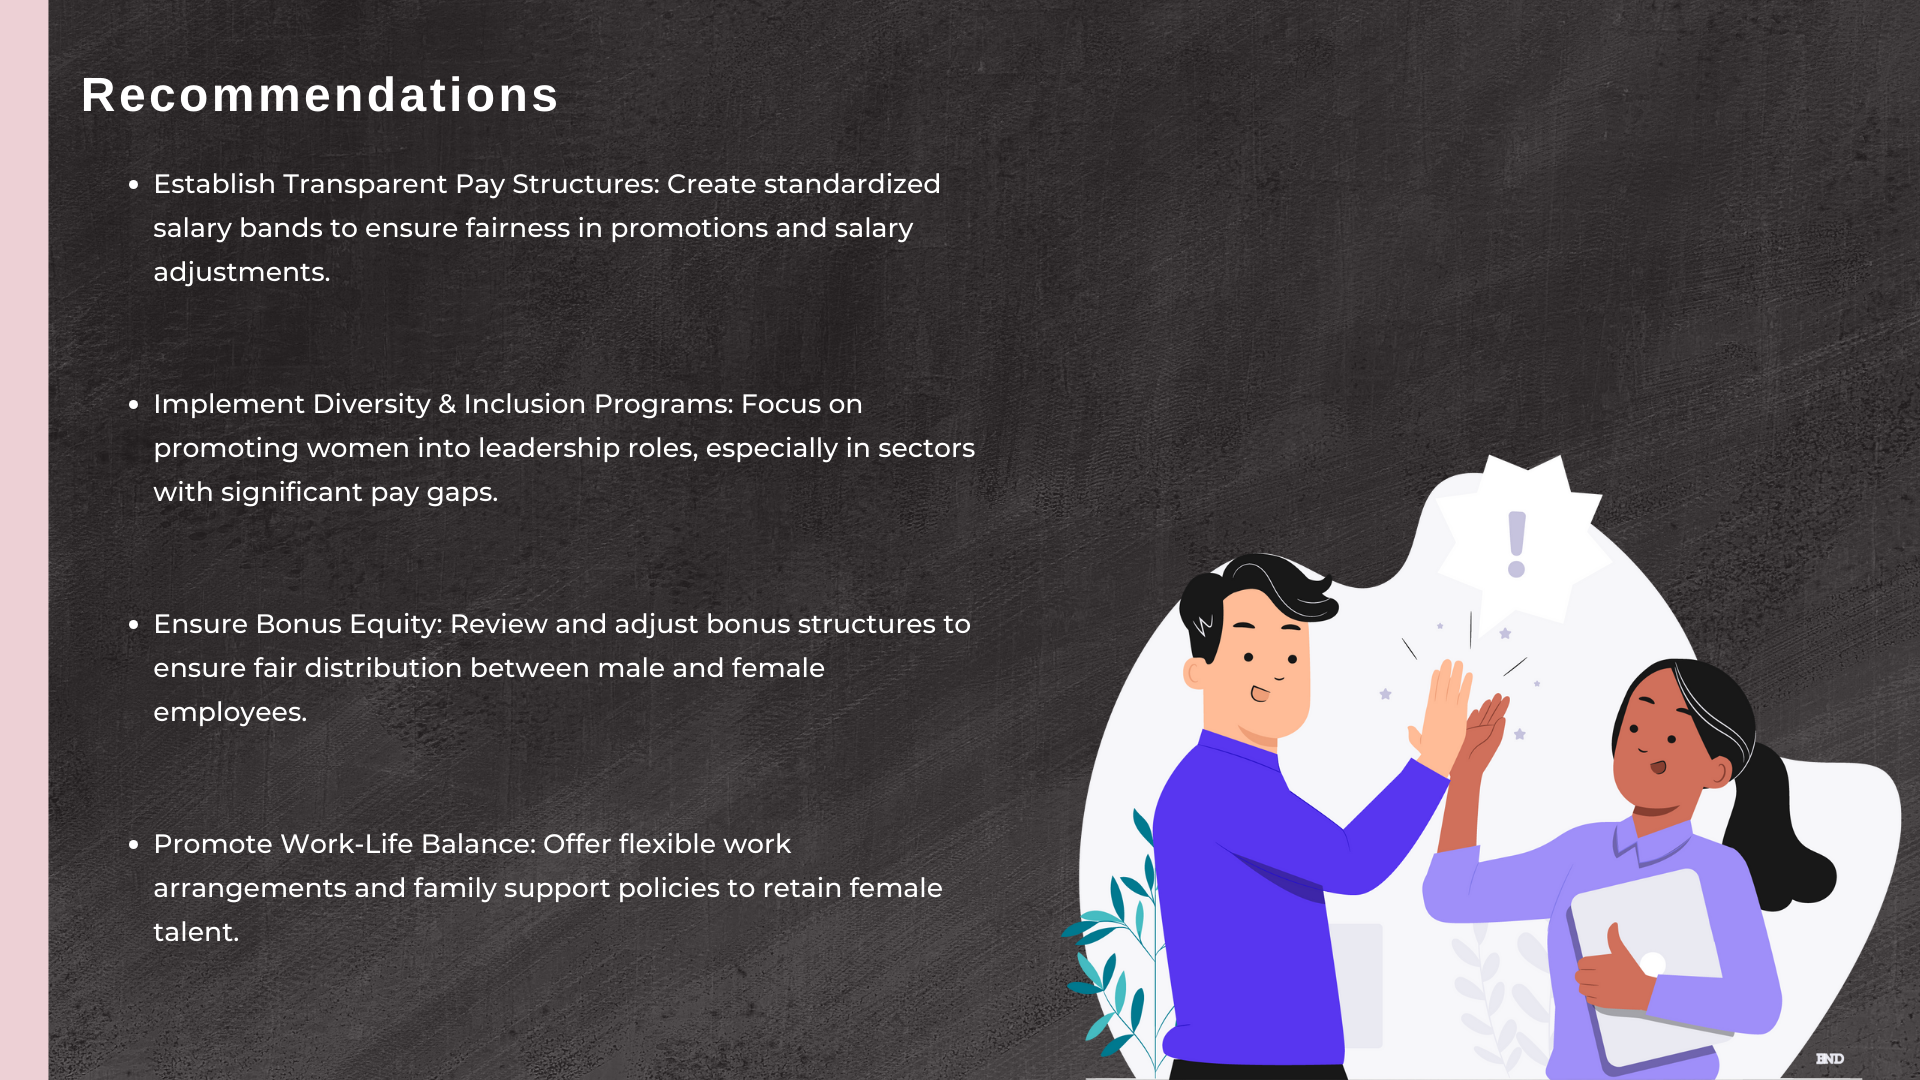 Recommendations
• Establish Transparent Pay Structures: Create standardized
salary bands to ensure fairness in promotions and salary
adjustments.
• Implement Diversity & Inclusion Programs: Focus on
promoting women into leadership roles, especially in sectors
with significant pay gaps.
• Ensure Bonus Equity: Review and adjust bonus structures to
ensure fair distribution between male and female
employees.
• Promote Work-Life Balance: Offer flexible work
arrangements and family support policies to retain female
talent.
!